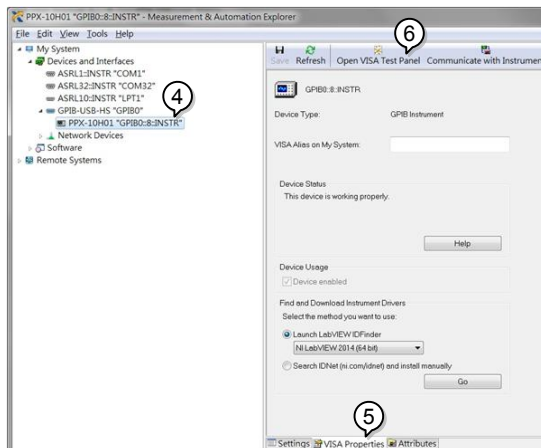 PPX-10H01 "GPIB0::8::INSTR" - Measurement & Automation Explorer
File Edit View Tools Help
My System
Devices and Interfaces
ASRL1::INSTR "COM1"
ASRL32::INSTR "COM32"
ASRL10::INSTR "LPT1"
GPIB-USB-HS "GPIB0"
PPX-10H01 "GPIB0::8::INSTR"
Network Devices
Software
Remote Systems
4
6
Save Refresh Open VISA Test Panel Communicate with Instrument
GPIB0::8::INSTR
Device Type: GPIB Instrument
VISA Alias on My System:
Device Status
This device is working properly.
Help
Device Usage
Device enabled
Find and Download Instrument Drivers
Select the method you want to use:
Launch LabVIEW IDFinder
NI LabVIEW 2014 (64 bit)
Search IDNet (ni.com/idnet) and install manually
Go
5
Settings VISA Properties Attributes